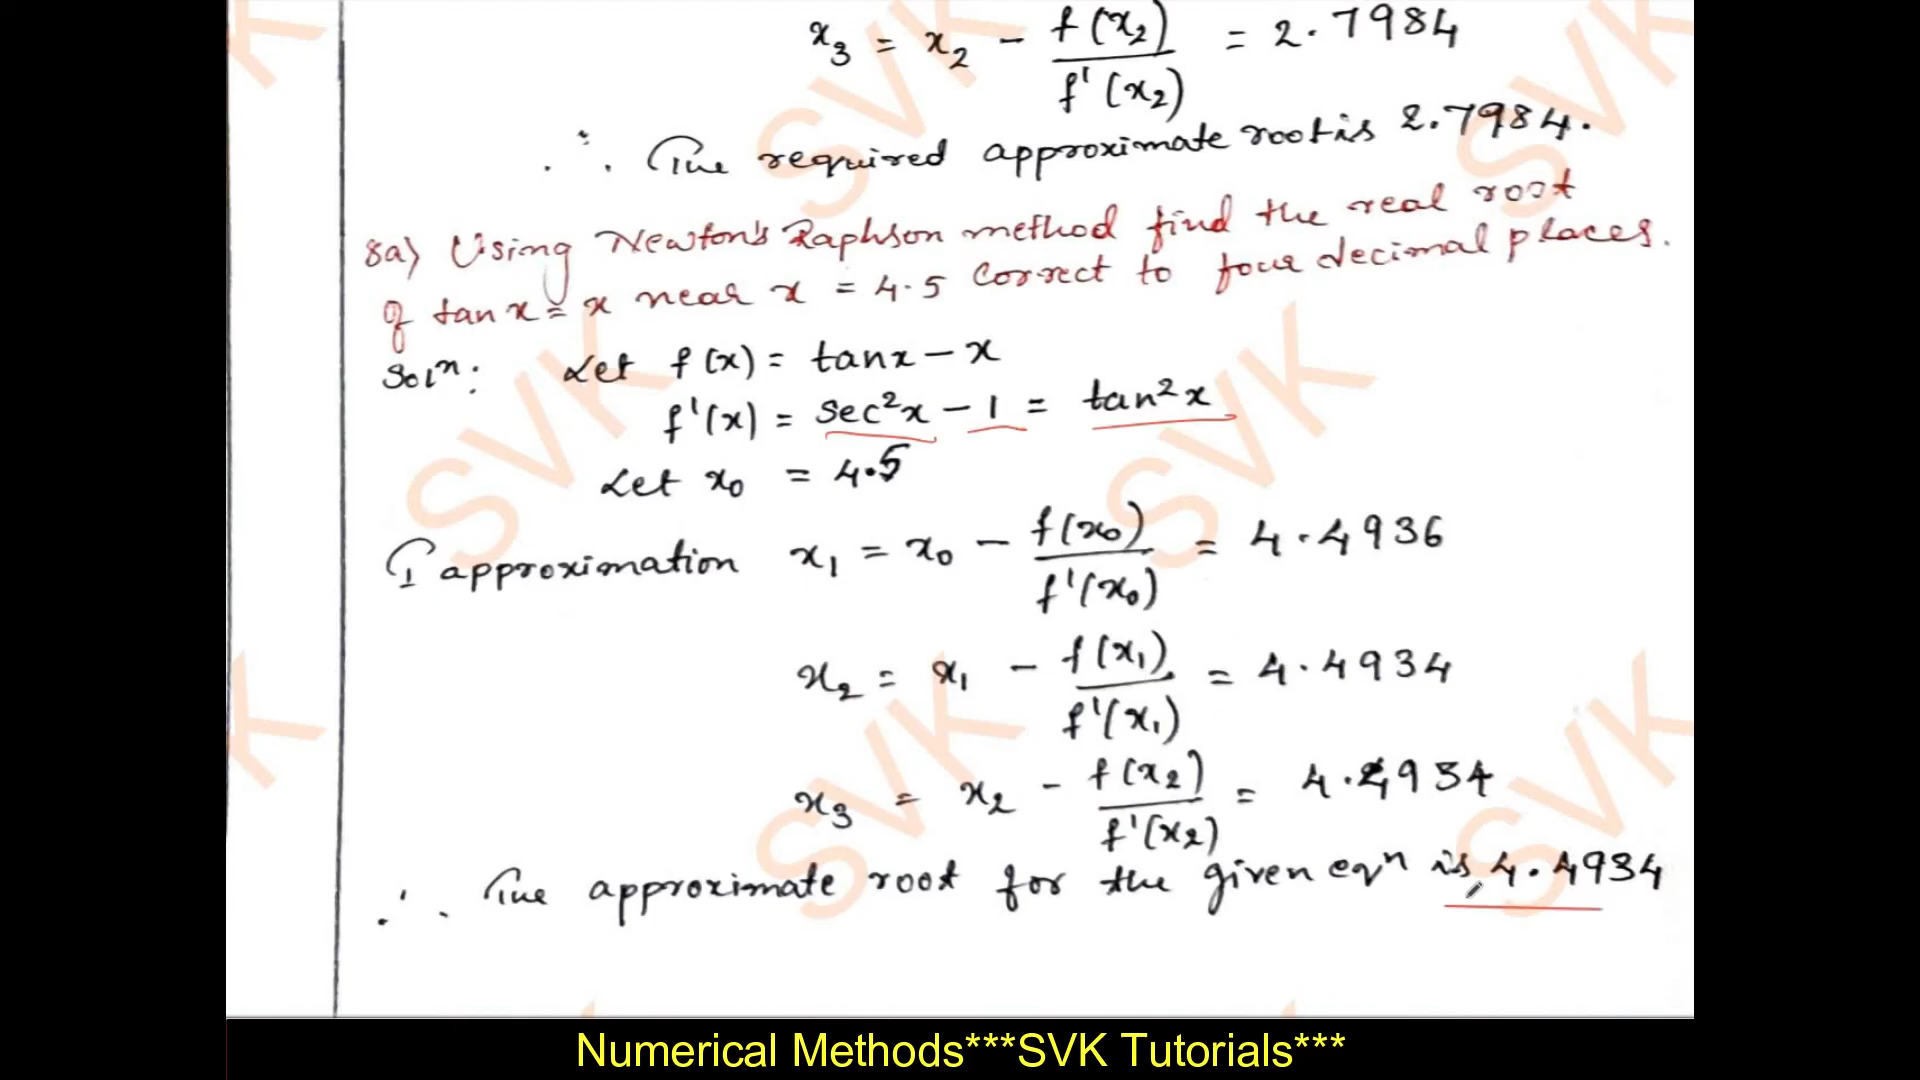 x₃ = x₂ - f(x₂)/f'(x₂) = 2.7984
∴ The required approximate root is 2.7984.
8a) Using Newton's Raphson method find the real root
of tan x = x near x = 4.5 correct to four decimal places.
Solⁿ: Let f(x) = tanx - x
f'(x) = sec²x - 1 = tan²x
Let x₀ = 4.5
I approximation x₁ = x₀ - f(x₀)/f'(x₀) = 4.4936
x₂ = x₁ - f(x₁)/f'(x₁) = 4.4934
x₃ = x₂ - f(x₂)/f'(x₂) = 4.4934
∴ The approximate root for the given eqⁿ is 4.4934
SVK
Numerical Methods***SVK Tutorials***